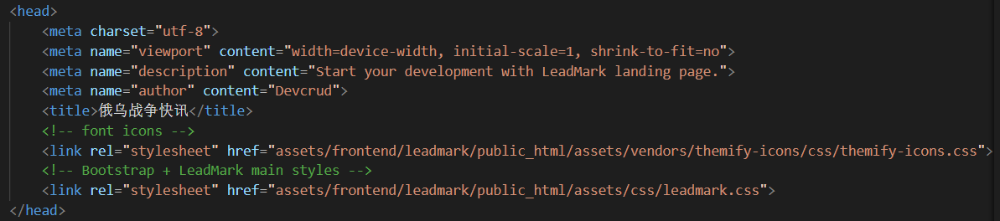 <head>
<meta charset="utf-8">
<meta name="viewport" content="width=device-width, initial-scale=1, shrink-to-fit=no">
<meta name="description" content="Start your development with LeadMark landing page.">
<meta name="author" content="Devcrud">
<title>俄乌战争快讯</title>
<!-- font icons -->
<link rel="stylesheet" href="assets/frontend/leadmark/public_html/assets/vendors/themify-icons/css/themify-icons.css">
<!-- Bootstrap + LeadMark main styles -->
<link rel="stylesheet" href="assets/frontend/leadmark/public_html/assets/css/leadmark.css">
</head>